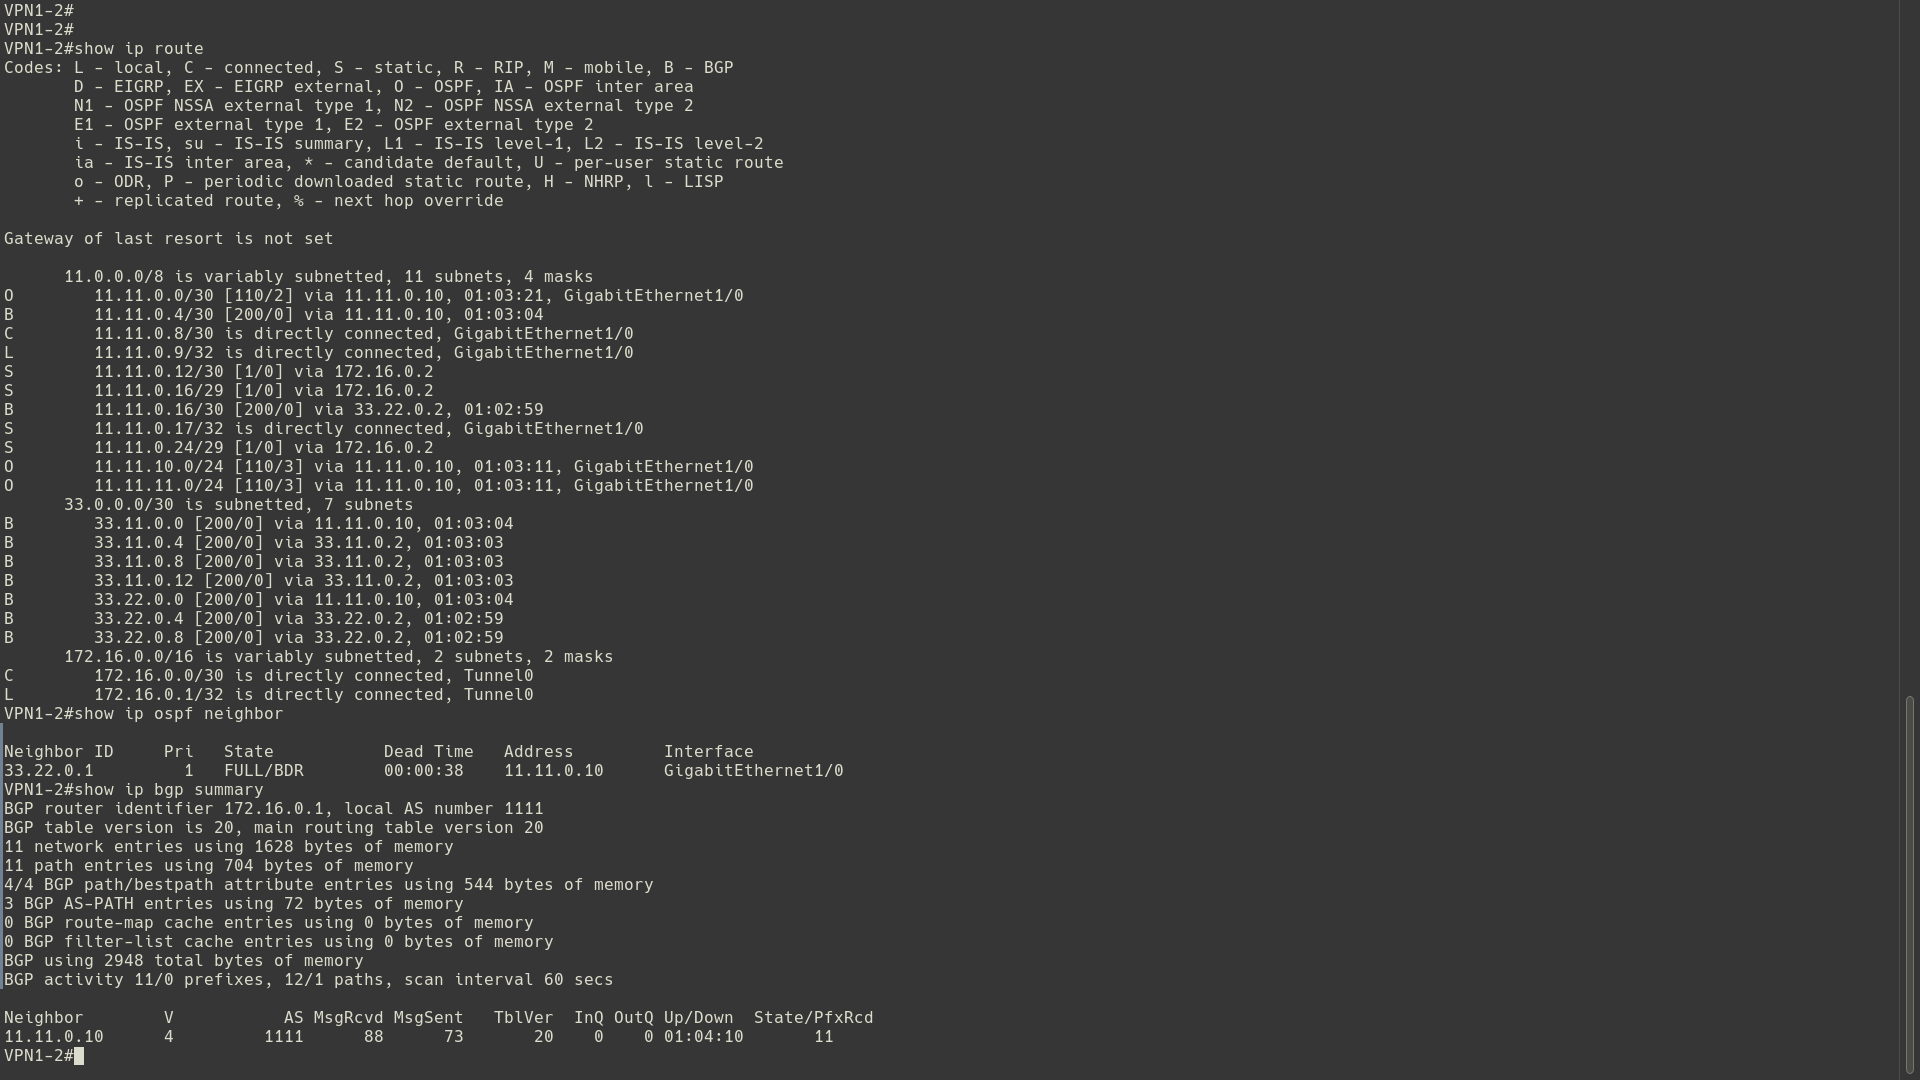 VPN1-2#
VPN1-2#
VPN1-2#show ip route
Codes: L - local, C - connected, S - static, R - RIP, M - mobile, B - BGP
       D - EIGRP, EX - EIGRP external, O - OSPF, IA - OSPF inter area
       N1 - OSPF NSSA external type 1, N2 - OSPF NSSA external type 2
       E1 - OSPF external type 1, E2 - OSPF external type 2
       i - IS-IS, su - IS-IS summary, L1 - IS-IS level-1, L2 - IS-IS level-2
       ia - IS-IS inter area, * - candidate default, U - per-user static route
       o - ODR, P - periodic downloaded static route, H - NHRP, l - LISP
       + - replicated route, % - next hop override

Gateway of last resort is not set

      11.0.0.0/8 is variably subnetted, 11 subnets, 4 masks
O        11.11.0.0/30 [110/2] via 11.11.0.10, 01:03:21, GigabitEthernet1/0
B        11.11.0.4/30 [200/0] via 11.11.0.10, 01:03:04
C        11.11.0.8/30 is directly connected, GigabitEthernet1/0
L        11.11.0.9/32 is directly connected, GigabitEthernet1/0
S        11.11.0.12/30 [1/0] via 172.16.0.2
S        11.11.0.16/29 [1/0] via 172.16.0.2
B        11.11.0.16/30 [200/0] via 33.22.0.2, 01:02:59
S        11.11.0.17/32 is directly connected, GigabitEthernet1/0
S        11.11.0.24/29 [1/0] via 172.16.0.2
O        11.11.10.0/24 [110/3] via 11.11.0.10, 01:03:11, GigabitEthernet1/0
O        11.11.11.0/24 [110/3] via 11.11.0.10, 01:03:11, GigabitEthernet1/0
      33.0.0.0/30 is subnetted, 7 subnets
B        33.11.0.0 [200/0] via 11.11.0.10, 01:03:04
B        33.11.0.4 [200/0] via 33.11.0.2, 01:03:03
B        33.11.0.8 [200/0] via 33.11.0.2, 01:03:03
B        33.11.0.12 [200/0] via 33.11.0.2, 01:03:03
B        33.22.0.0 [200/0] via 11.11.0.10, 01:03:04
B        33.22.0.4 [200/0] via 33.22.0.2, 01:02:59
B        33.22.0.8 [200/0] via 33.22.0.2, 01:02:59
      172.16.0.0/16 is variably subnetted, 2 subnets, 2 masks
C        172.16.0.0/30 is directly connected, Tunnel0
L        172.16.0.1/32 is directly connected, Tunnel0
VPN1-2#show ip ospf neighbor

Neighbor ID     Pri   State           Dead Time   Address         Interface
33.22.0.1         1   FULL/BDR        00:00:38    11.11.0.10      GigabitEthernet1/0
VPN1-2#show ip bgp summary
BGP router identifier 172.16.0.1, local AS number 1111
BGP table version is 20, main routing table version 20
11 network entries using 1628 bytes of memory
11 path entries using 704 bytes of memory
4/4 BGP path/bestpath attribute entries using 544 bytes of memory
3 BGP AS-PATH entries using 72 bytes of memory
0 BGP route-map cache entries using 0 bytes of memory
0 BGP filter-list cache entries using 0 bytes of memory
BGP using 2948 total bytes of memory
BGP activity 11/0 prefixes, 12/1 paths, scan interval 60 secs

Neighbor        V           AS MsgRcvd MsgSent   TblVer  InQ OutQ Up/Down  State/PfxRcd
11.11.0.10      4         1111      88      73       20    0    0 01:04:10       11
VPN1-2#